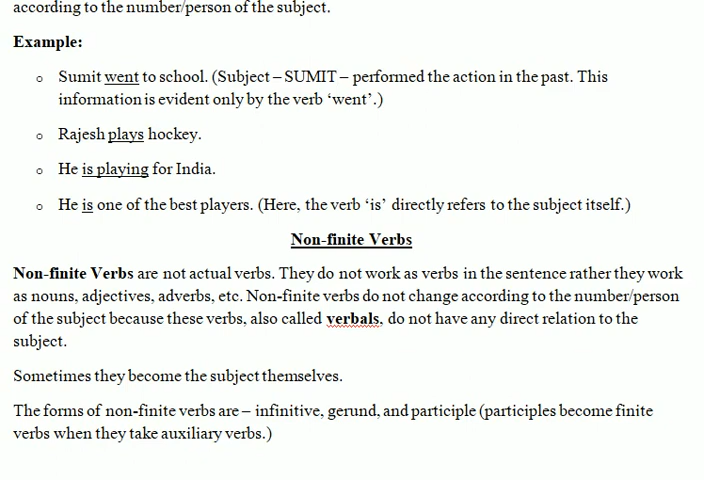 according to the number/person of the subject.
Example:
o Sumit went to school. (Subject – SUMIT – performed the action in the past. This
information is evident only by the verb ‘went’.)
o Rajesh plays hockey.
o He is playing for India.
o He is one of the best players. (Here, the verb ‘is’ directly refers to the subject itself.)
Non-finite Verbs
Non-finite Verbs are not actual verbs. They do not work as verbs in the sentence rather they work
as nouns, adjectives, adverbs, etc. Non-finite verbs do not change according to the number/person
of the subject because these verbs, also called verbals, do not have any direct relation to the
subject.
Sometimes they become the subject themselves.
The forms of non-finite verbs are – infinitive, gerund, and participle (participles become finite
verbs when they take auxiliary verbs.)